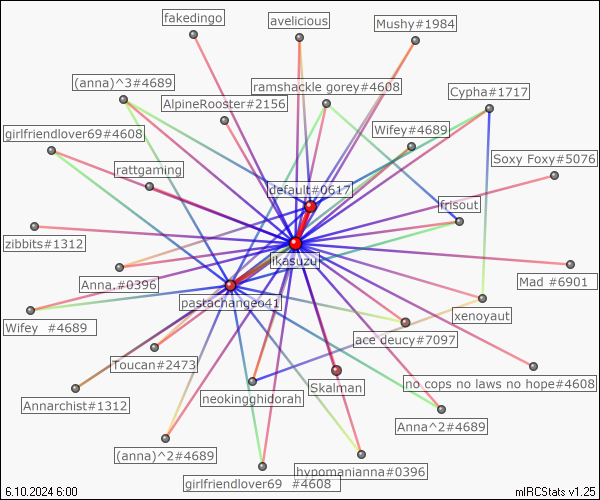 fakedingo
avelicious
Mushy#1984
(anna)^3#4689
ramshackle gorey#4608
Cypha#1717
AlpineRooster#2156
girlfriendlover69#4608
Wifey#4689
Soxy Foxy#5076
rattgaming
default#0617
frisout
zibbits#1312
ikasuzu
Anna,#0396
Mad #6901
pastachangeo41
Wifey #4689
xenoyaut
ace deucy#7097
Toucan#2473
no cops no laws no hope#4608
Skalman
neokingghidorah
Annarchist#1312
Anna^2#4689
(anna)^2#4689
hypomanianna#0396
girlfriendlover69 #4608
6.10.2024 6:00
mIRCStats v1.25